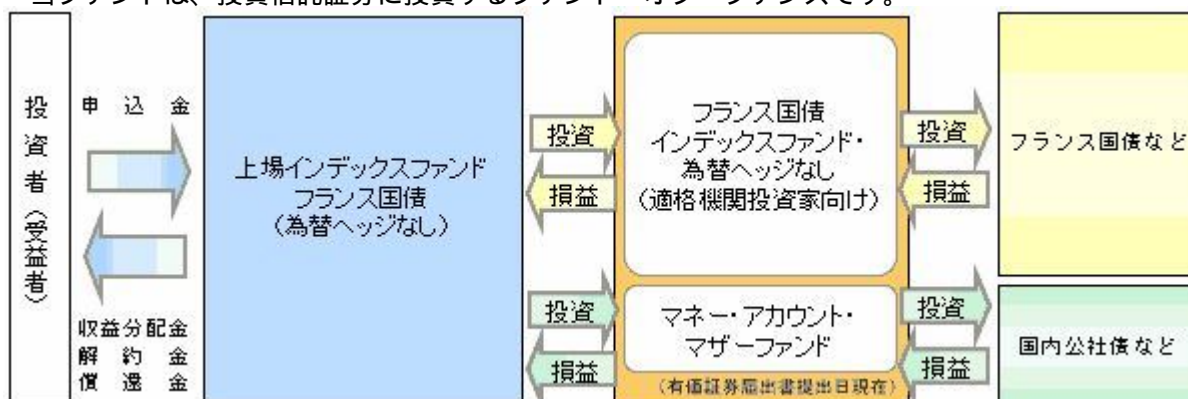 当ファンドは、投資信託証券に投資するファンド・オブ・ファンズです。
投資者(受益者)
申込金
収益分配金
解約金
償還金
上場インデックスファンド
フランス国債
(為替ヘッジなし)
投資
損益
投資
損益
フランス国債
インデックスファンド・
為替ヘッジなし
(適格機関投資家向け)
マネー・アカウント・
マザーファンド
(有価証券届出書提出日現在)
投資
損益
投資
損益
フランス国債など
国内公社債など